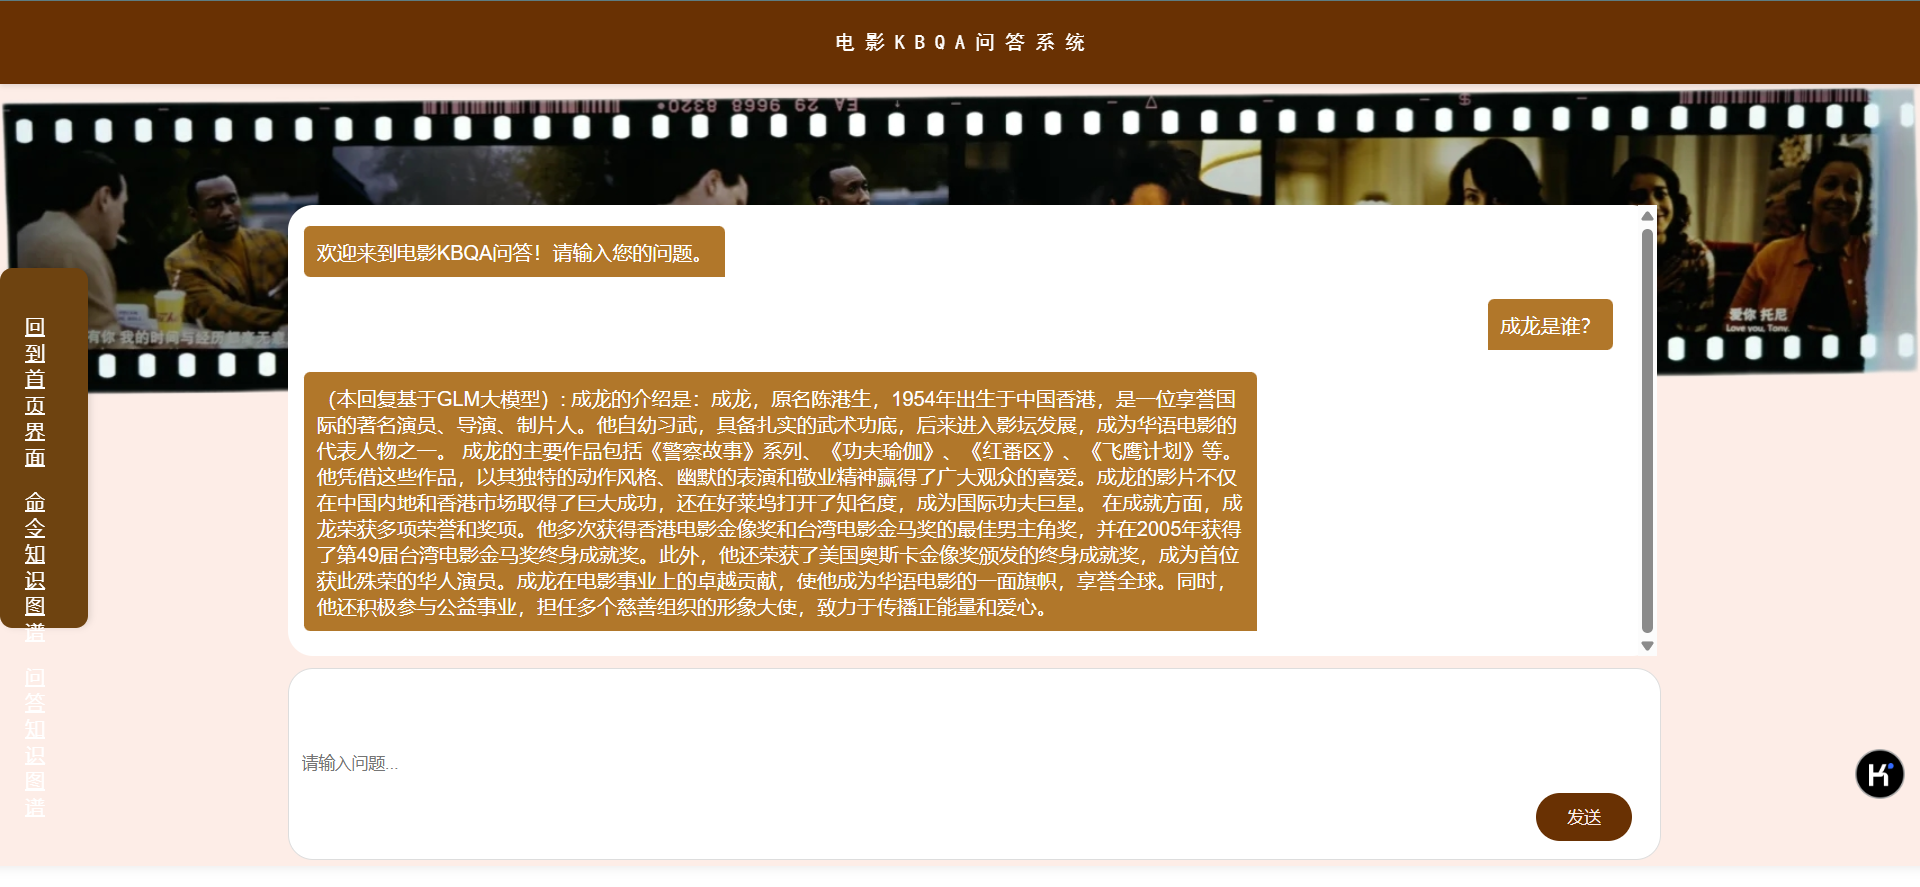 电影KBQA问答系统
EA 29 9668 8320•
欢迎来到电影KBQA问答！请输入您的问题。
成龙是谁？
（本回复基于GLM大模型）: 成龙的介绍是：成龙，原名陈港生，1954年出生于中国香港，是一位享誉国
际的著名演员、导演、制片人。他自幼习武，具备扎实的武术功底，后来进入影坛发展，成为华语电影的
代表人物之一。 成龙的主要作品包括《警察故事》系列、《功夫瑜伽》、《红番区》、《飞鹰计划》等。
他凭借这些作品，以其独特的动作风格、幽默的表演和敬业精神赢得了广大观众的喜爱。成龙的影片不仅
在中国内地和香港市场取得了巨大成功，还在好莱坞打开了知名度，成为国际功夫巨星。 在成就方面，成
龙荣获多项荣誉和奖项。他多次获得香港电影金像奖和台湾电影金马奖的最佳男主角奖，并在2005年获得
了第49届台湾电影金马奖终身成就奖。此外，他还荣获了美国奥斯卡金像奖颁发的终身成就奖，成为首位
获此殊荣的华人演员。成龙在电影事业上的卓越贡献，使他成为华语电影的一面旗帜，享誉全球。同时，
他还积极参与公益事业，担任多个慈善组织的形象大使，致力于传播正能量和爱心。
有你 我的时间与经历
爱你 托尼
Love you, Tony.
回到首页界面
命令知识图谱
问答知识图谱
请输入问题...
发送
K